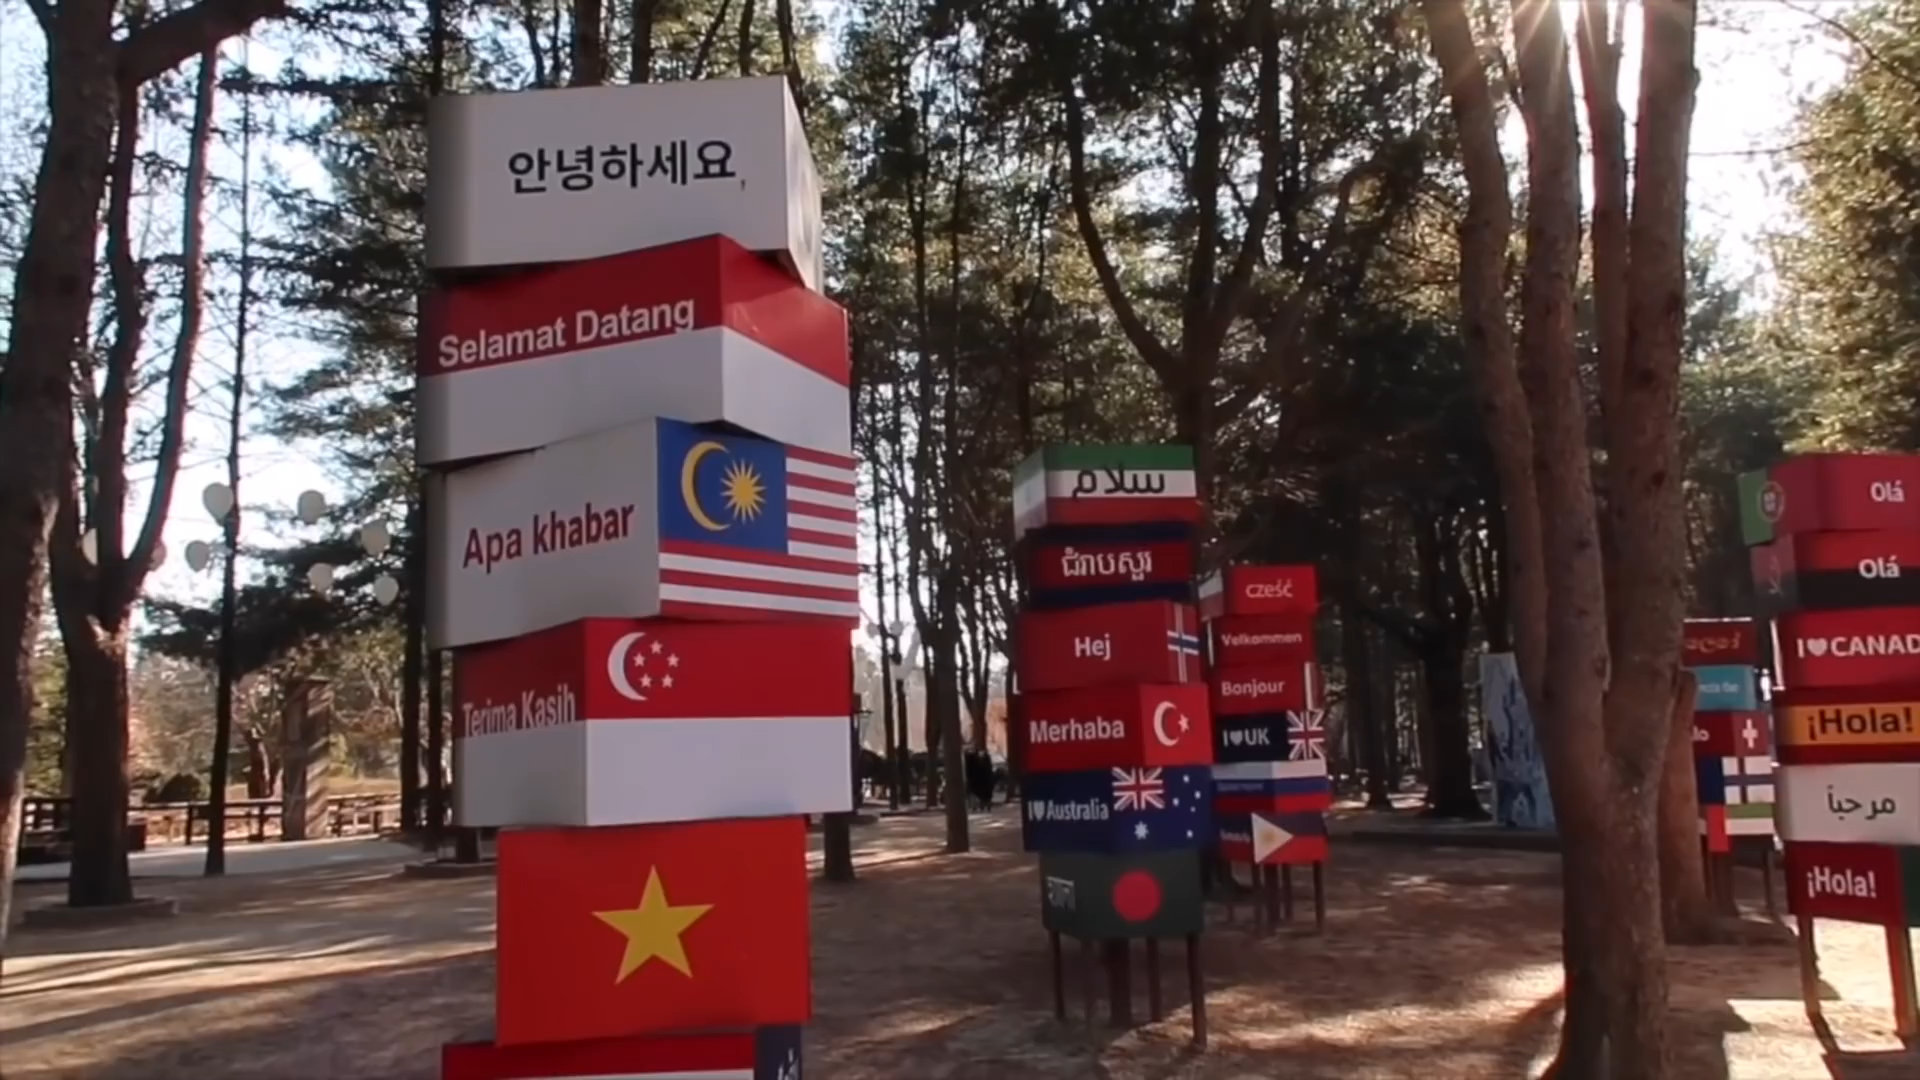 안녕하세요,
Selamat Datang
Apa khabar
Terima Kasih
سلام
ជំរាបសួរ
Hej
Merhaba
I♥Australia
cześć
Velkommen
Bonjour
I♥UK
Olá
Olá
I♥CANAD
¡Hola!
مرحباً
¡Hola!